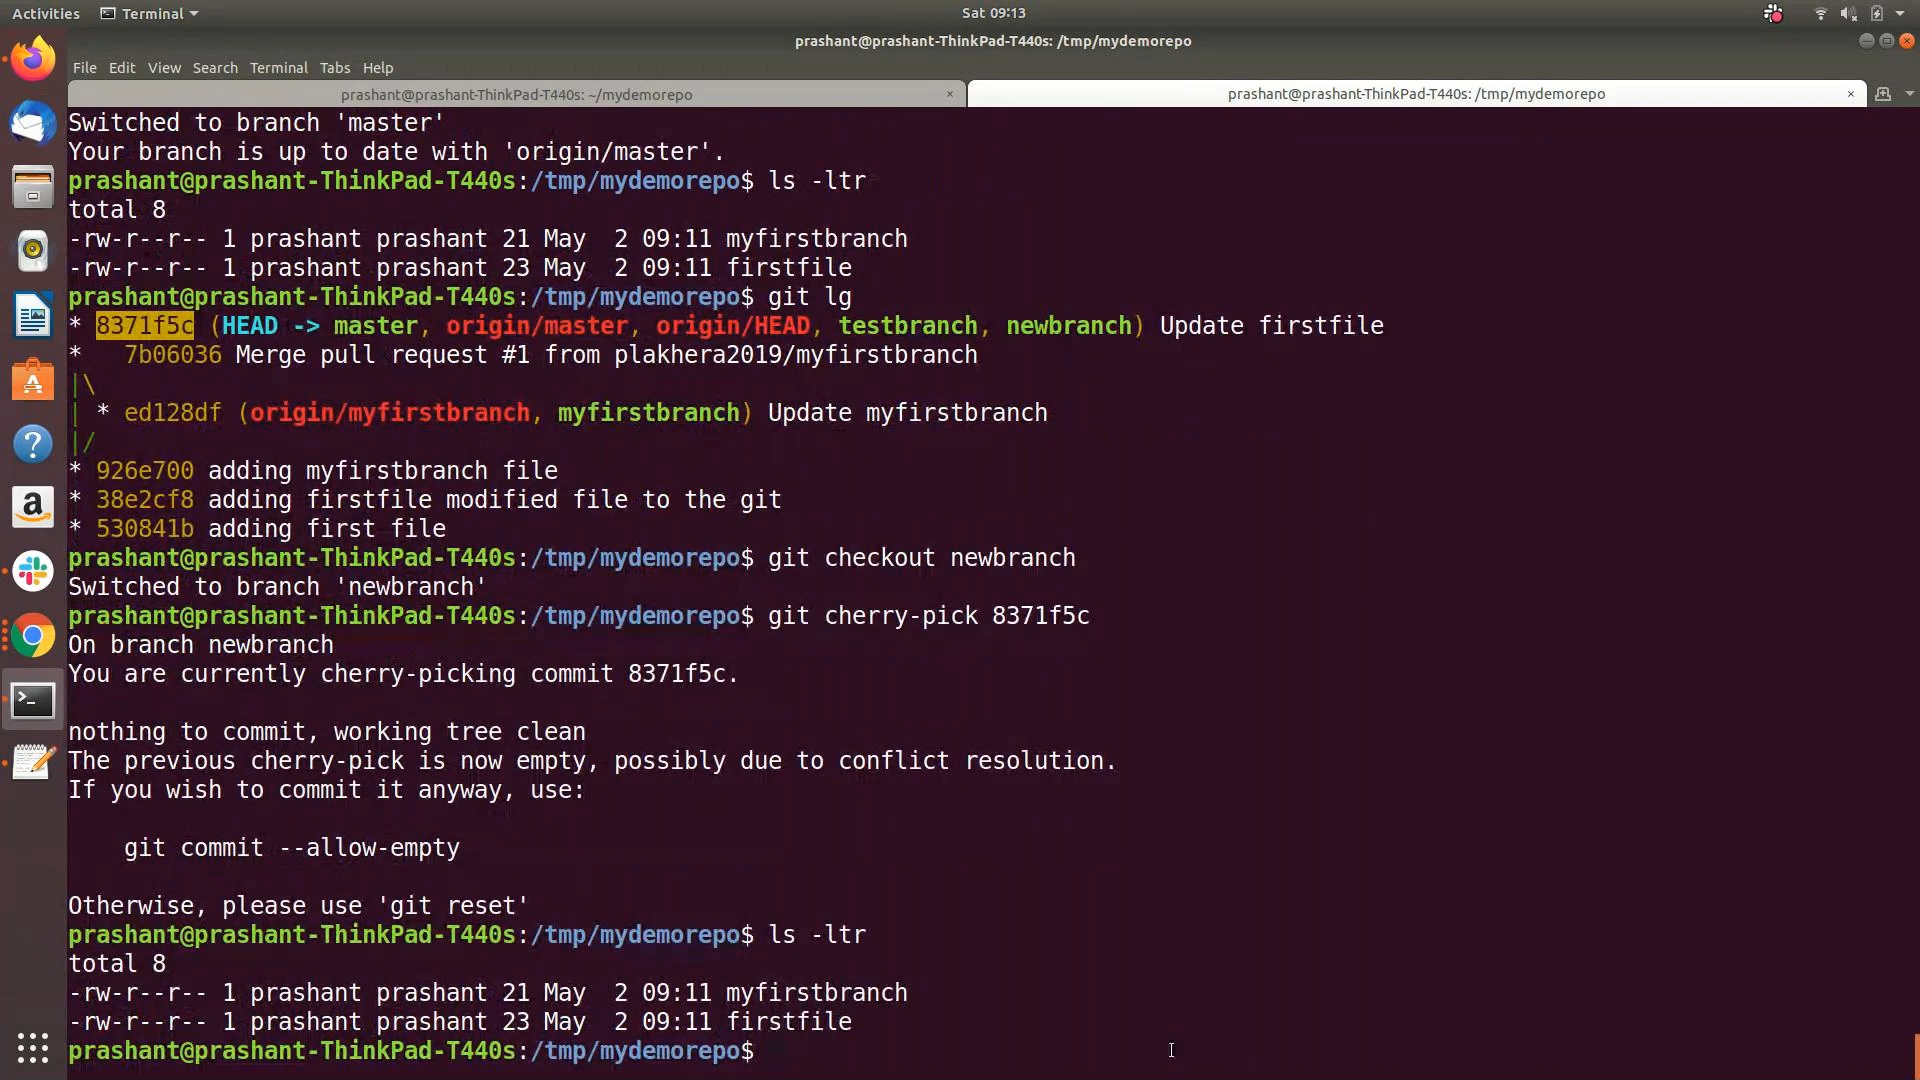 Activities Terminal Sat 09:13
prashant@prashant-ThinkPad-T440s: /tmp/mydemorepo
File Edit View Search Terminal Tabs Help
prashant@prashant-ThinkPad-T440s: ~/mydemorepo × prashant@prashant-ThinkPad-T440s: /tmp/mydemorepo ×
Switched to branch 'master'
Your branch is up to date with 'origin/master'.
prashant@prashant-ThinkPad-T440s:/tmp/mydemorepo$ ls -ltr
total 8
-rw-r--r-- 1 prashant prashant 21 May  2 09:11 myfirstbranch
-rw-r--r-- 1 prashant prashant 23 May  2 09:11 firstfile
prashant@prashant-ThinkPad-T440s:/tmp/mydemorepo$ git lg
* 8371f5c (HEAD -> master, origin/master, origin/HEAD, testbranch, newbranch) Update firstfile
*   7b06036 Merge pull request #1 from plakhera2019/myfirstbranch
|\
| * ed128df (origin/myfirstbranch, myfirstbranch) Update myfirstbranch
|/
* 926e700 adding myfirstbranch file
* 38e2cf8 adding firstfile modified file to the git
* 530841b adding first file
prashant@prashant-ThinkPad-T440s:/tmp/mydemorepo$ git checkout newbranch
Switched to branch 'newbranch'
prashant@prashant-ThinkPad-T440s:/tmp/mydemorepo$ git cherry-pick 8371f5c
On branch newbranch
You are currently cherry-picking commit 8371f5c.
nothing to commit, working tree clean
The previous cherry-pick is now empty, possibly due to conflict resolution.
If you wish to commit it anyway, use:
    git commit --allow-empty
Otherwise, please use 'git reset'
prashant@prashant-ThinkPad-T440s:/tmp/mydemorepo$ ls -ltr
total 8
-rw-r--r-- 1 prashant prashant 21 May  2 09:11 myfirstbranch
-rw-r--r-- 1 prashant prashant 23 May  2 09:11 firstfile
prashant@prashant-ThinkPad-T440s:/tmp/mydemorepo$